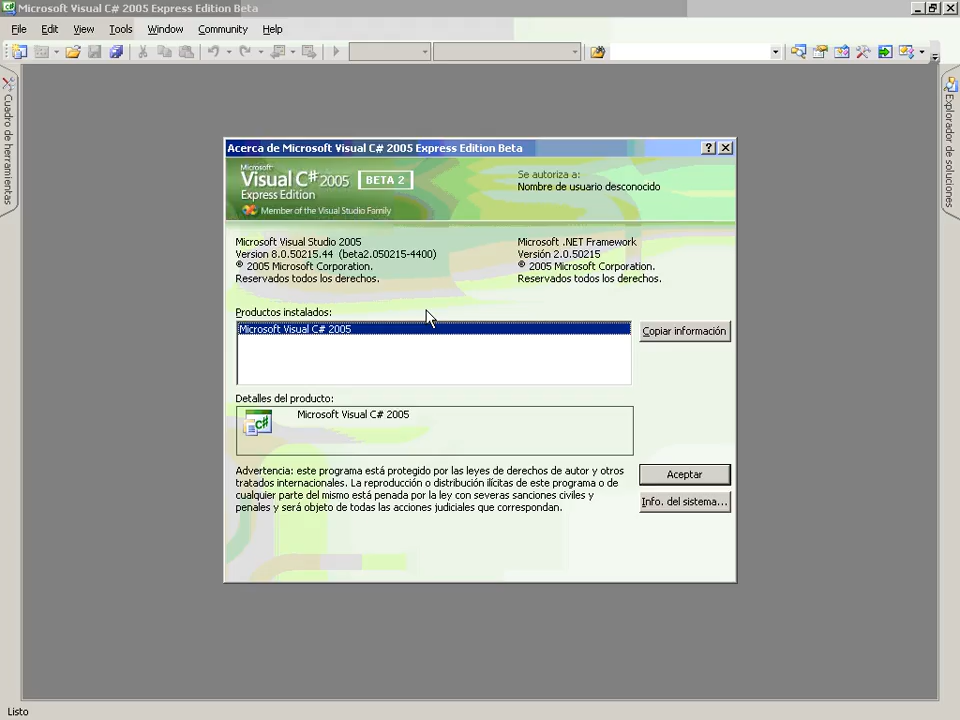 Microsoft Visual C# 2005 Express Edition Beta
File Edit View Tools Window Community Help
Cuadro de herramientas
Explorador de soluciones
Acerca de Microsoft Visual C# 2005 Express Edition Beta
Microsoft
Visual C# 2005 BETA 2
Express Edition
Member of the Visual Studio Family
Se autoriza a:
Nombre de usuario desconocido
Microsoft Visual Studio 2005
Version 8.0.50215.44 (beta2.050215-4400)
® 2005 Microsoft Corporation.
Reservados todos los derechos.
Microsoft .NET Framework
Versión 2.0.50215
® 2005 Microsoft Corporation.
Reservados todos los derechos.
Productos instalados:
Microsoft Visual C# 2005
Copiar información
Detalles del producto:
Microsoft Visual C# 2005
Advertencia: este programa está protegido por las leyes de derechos de autor y otros
tratados internacionales. La reproducción o distribución ilícitas de este programa o de
cualquier parte del mismo está penada por la ley con severas sanciones civiles y
penales y será objeto de todas las acciones judiciales que correspondan.
Aceptar
Info. del sistema...
Listo